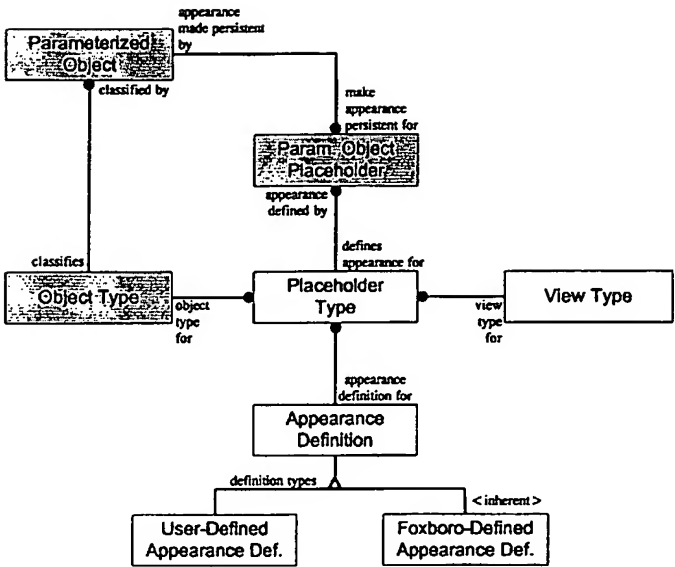 appearance
made persistent
by
Parameterized
Object
classified by
make
appearance
persistent for
Param. Object
Placeholder
appearance
defined by
defines
appearance for
classifies
Object Type
object
type
for
Placeholder
Type
view
type
for
View Type
appearance
definition for
Appearance
Definition
definition types
< inherent >
User-Defined
Appearance Def.
Foxboro-Defined
Appearance Def.